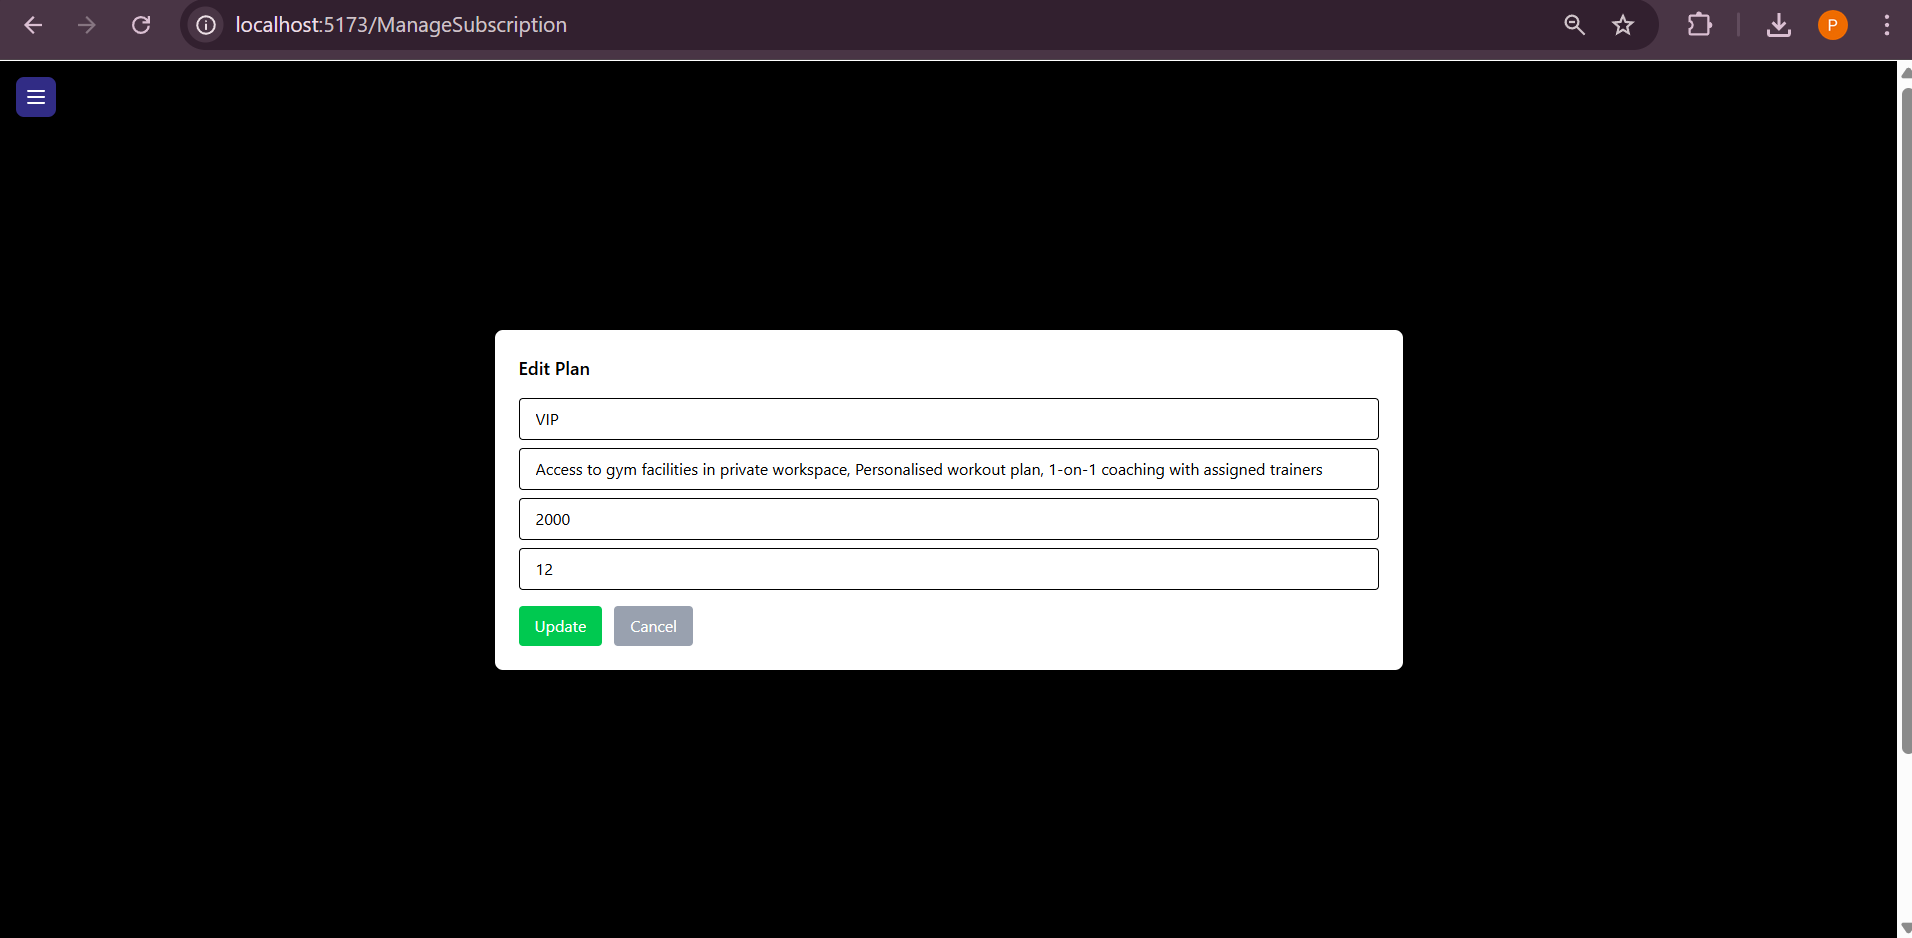 localhost:5173/ManageSubscription
P
Edit Plan
VIP
Access to gym facilities in private workspace, Personalised workout plan, 1-on-1 coaching with assigned trainers
2000
12
Update Cancel